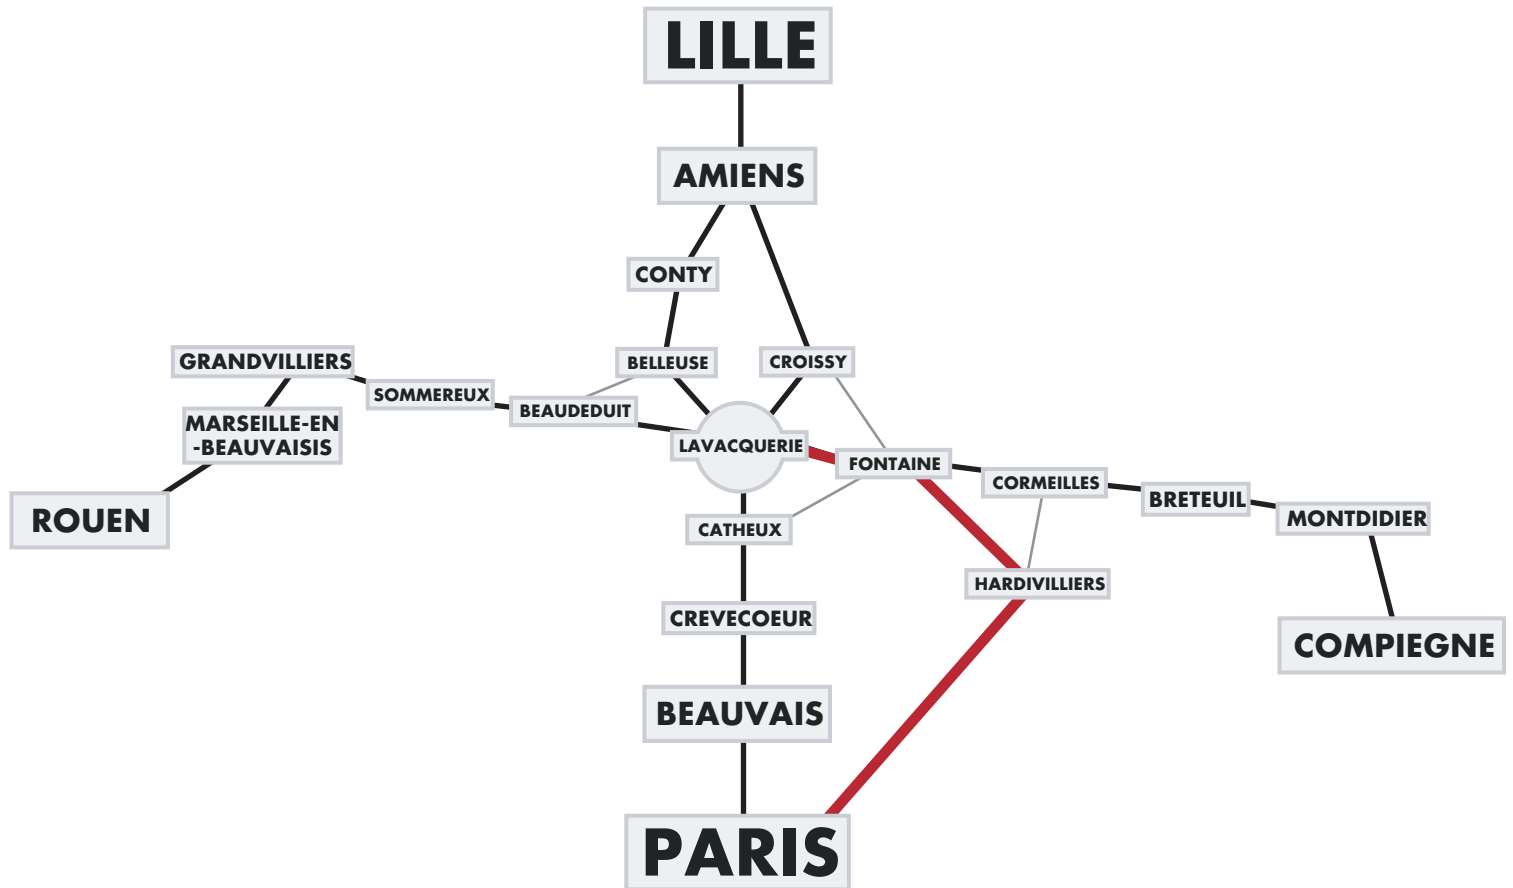 LILLE
AMIENS
CONTY
GRANDVILLIERS
BELLEUSE
CROISSY
SOMMEREUX
BEAUDEDUIT
MARSEILLE-EN
-BEAUVAISIS
LAVACQUERIE
FONTAINE
CORMEILLES
BRETEUIL
MONTDIDIER
ROUEN
CATHEUX
HARDIVILLIERS
CREVECOEUR
COMPIEGNE
BEAUVAIS
PARIS